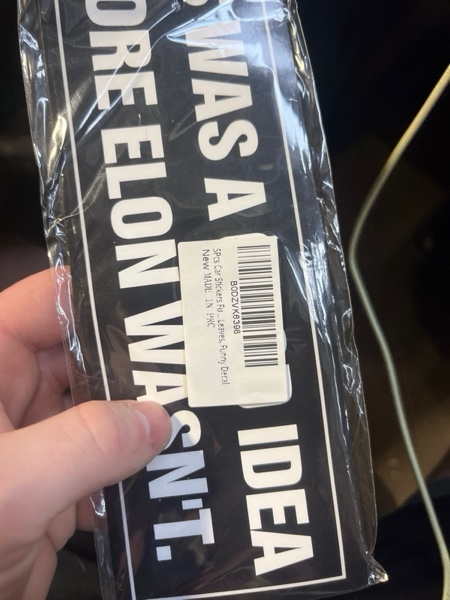 WAS A IDEA
ORE ELON WASN'T.
B0DZVK6398
5Pcs Car Stickers Fu... Leaves, Funny Decal
New MADE IN PRC